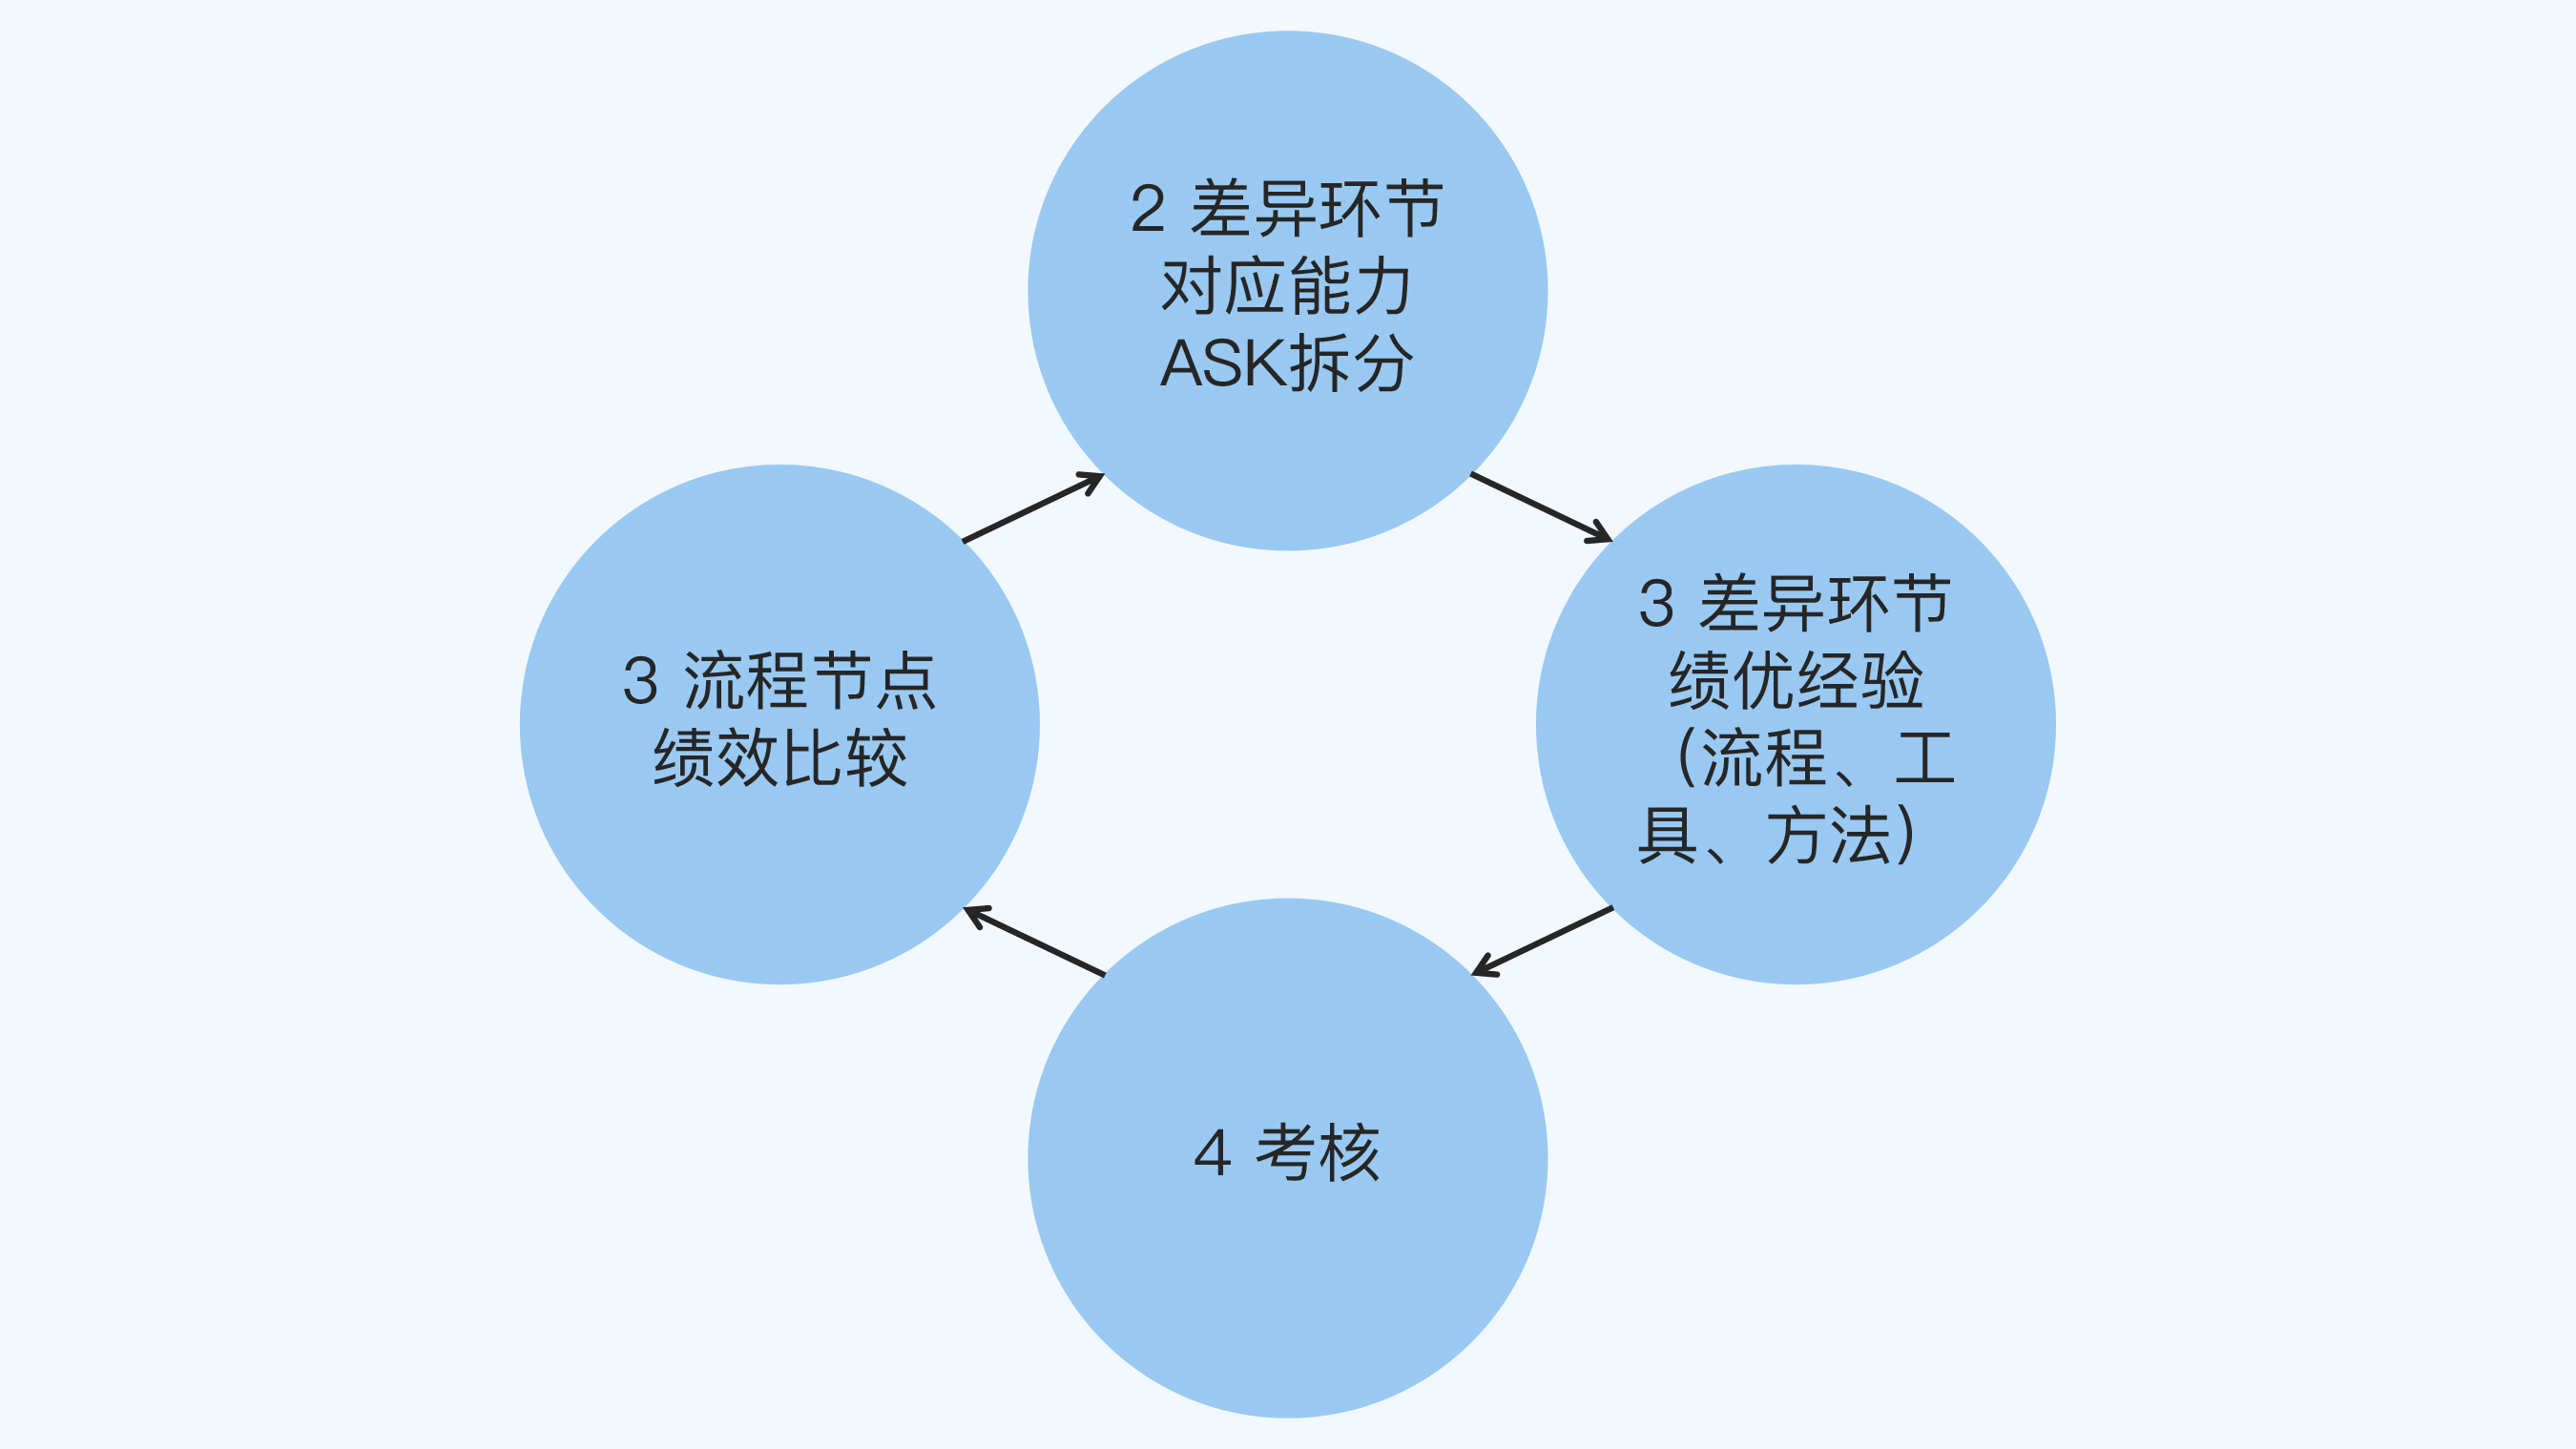 2 差异环节
对应能力
ASK拆分
3 流程节点
绩效比较
3 差异环节
绩优经验
(流程、工
具、方法)
4 考核